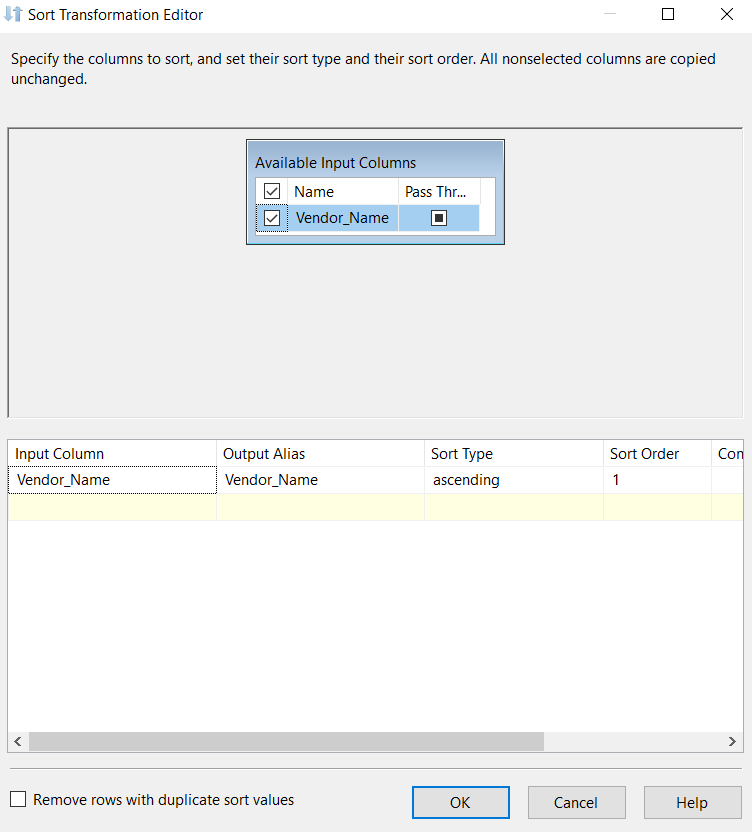 Sort Transformation Editor
Specify the columns to sort, and set their sort type and their sort order. All nonselected columns are copied
unchanged.
Available Input Columns
Name Pass Thr...
Vendor_Name
Input Column Output Alias Sort Type Sort Order Com
Vendor_Name Vendor_Name ascending 1
Remove rows with duplicate sort values OK Cancel Help